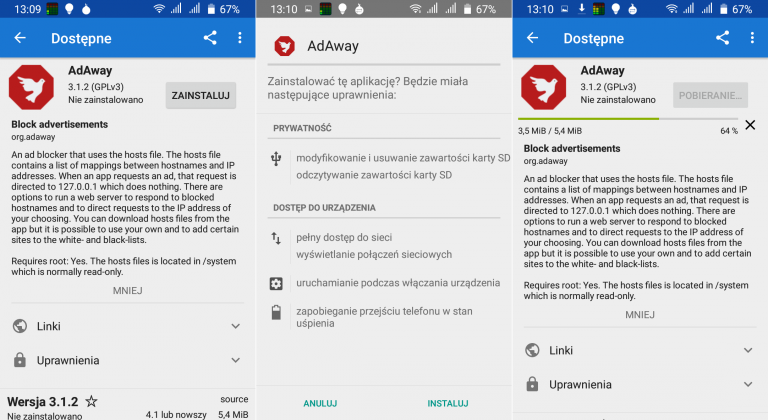 13:09
67%
Dostępne
AdAway
3.1.2 (GPLv3)
Nie zainstalowano
ZAINSTALUJ
Block advertisements
org.adaway
An ad blocker that uses the hosts file. The hosts file
contains a list of mappings between hostnames and IP
addresses. When an app requests an ad, that request is
directed to 127.0.0.1 which does nothing. There are
options to run a web server to respond to blocked
hostnames and to direct requests to the IP address of
your choosing. You can download hosts files from the
app but it is possible to use your own and to add certain
sites to the white- and black-lists.
Requires root: Yes. The hosts files is located in /system
which is normally read-only.
MNIEJ
Linki
Uprawnienia
Wersja 3.1.2
source
Nie zainstalowano
4.1 lub nowszy
5,4 MiB
13:10
67%
AdAway
Zainstalować tę aplikację? Będzie miała
następujące uprawnienia:
PRYWATNOŚĆ
modyfikowanie i usuwanie zawartości karty SD
odczytywanie zawartości karty SD
DOSTĘP DO URZĄDZENIA
pełny dostęp do sieci
wyświetlanie połączeń sieciowych
uruchamianie podczas włączania urządzenia
zapobieganie przejściu telefonu w stan
uśpienia
ANULUJ
INSTALUJ
13:10
67%
Dostępne
AdAway
3.1.2 (GPLv3)
Nie zainstalowano
POBIERANIE...
3,5 MiB / 5,4 MiB
64 %
Block advertisements
org.adaway
An ad blocker that uses the hosts file. The hosts file
contains a list of mappings between hostnames and IP
addresses. When an app requests an ad, that request is
directed to 127.0.0.1 which does nothing. There are
options to run a web server to respond to blocked
hostnames and to direct requests to the IP address of
your choosing. You can download hosts files from the
app but it is possible to use your own and to add certain
sites to the white- and black-lists.
Requires root: Yes. The hosts files is located in /system
which is normally read-only.
MNIEJ
Linki
Uprawnienia